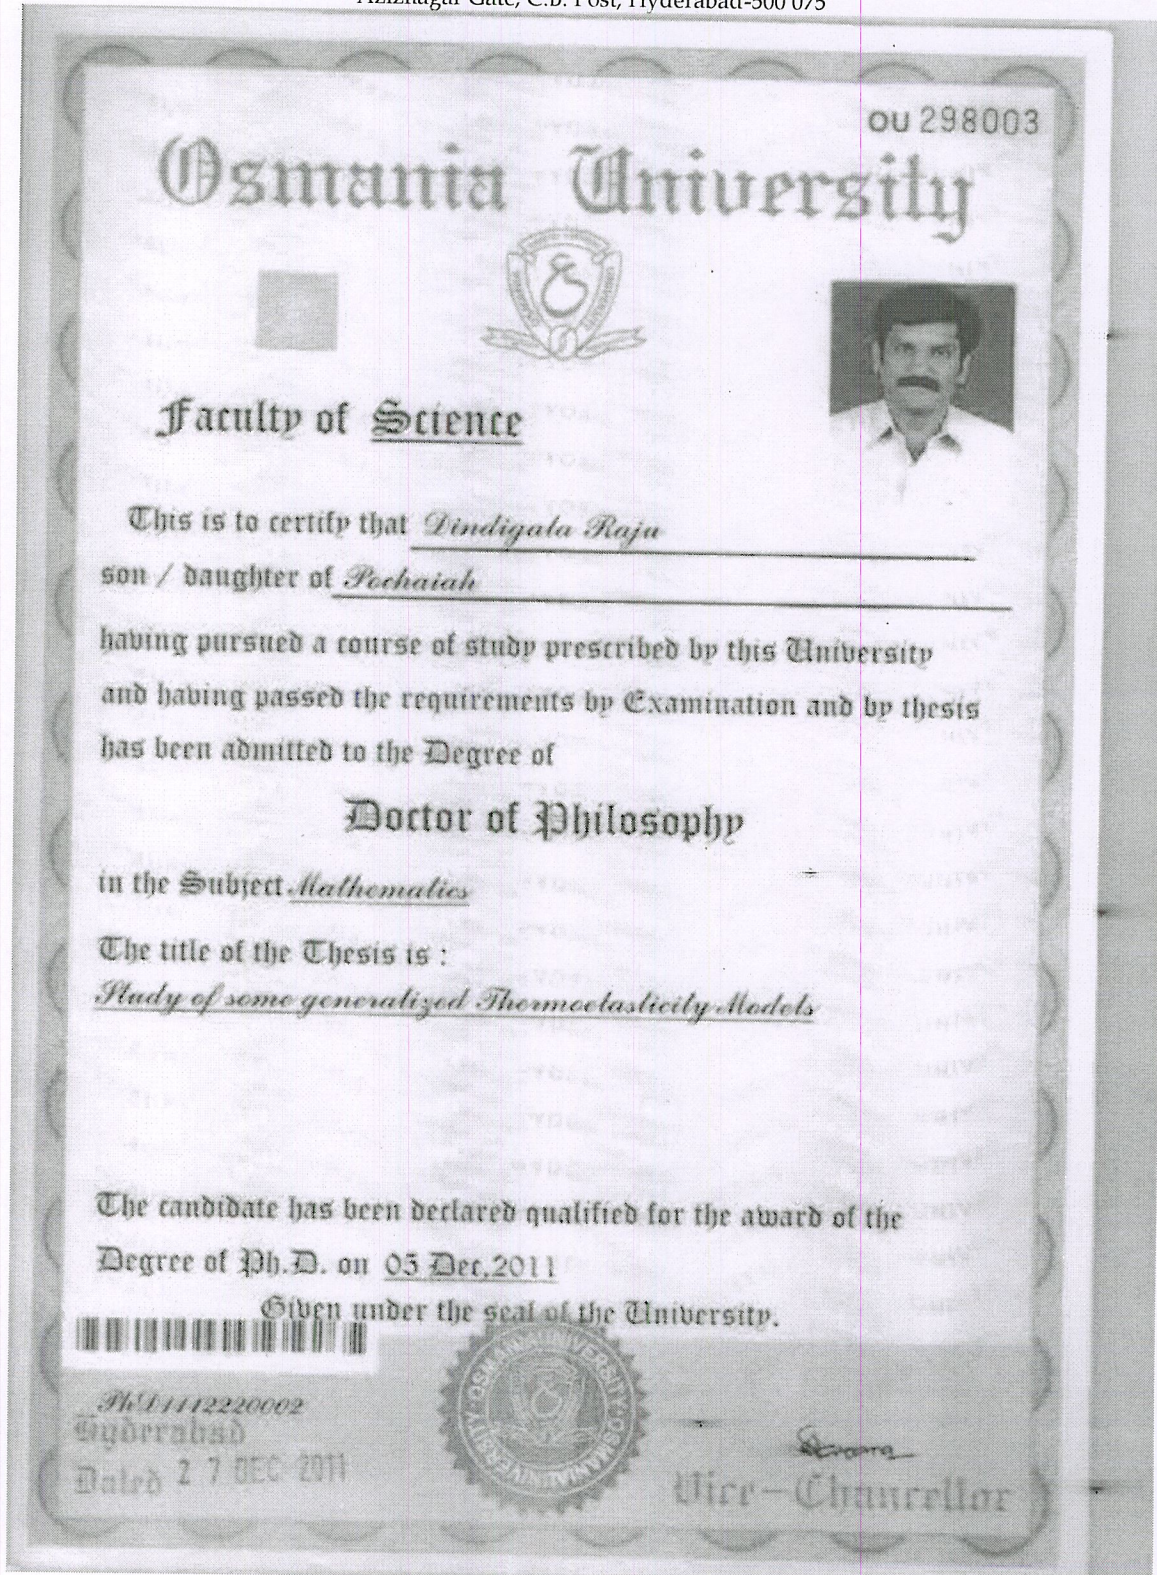 Aziznagar Gate, C.B. Post, Hyderabad-500 075
OU 298003
Osmania University
Faculty of Science
This is to certify that Dindigala Raju
son / daughter of Pochaiah
having pursued a course of study prescribed by this University
and having passed the requirements by Examination and by thesis
has been admitted to the Degree of
Doctor of Philosophy
in the Subject Mathematics
The title of the Thesis is :
Study of some generalized Thermoelasticity Models
The candidate has been declared qualified for the award of the
Degree of Ph.D. on 05 Dec,2011
Given under the seal of the University.
OSMANIA UNIVERSITY OSMANIA UNIVERSITY
PhD1112220002
Hyderabad
Dated 27 DEC 2011
Vice-Chancellor